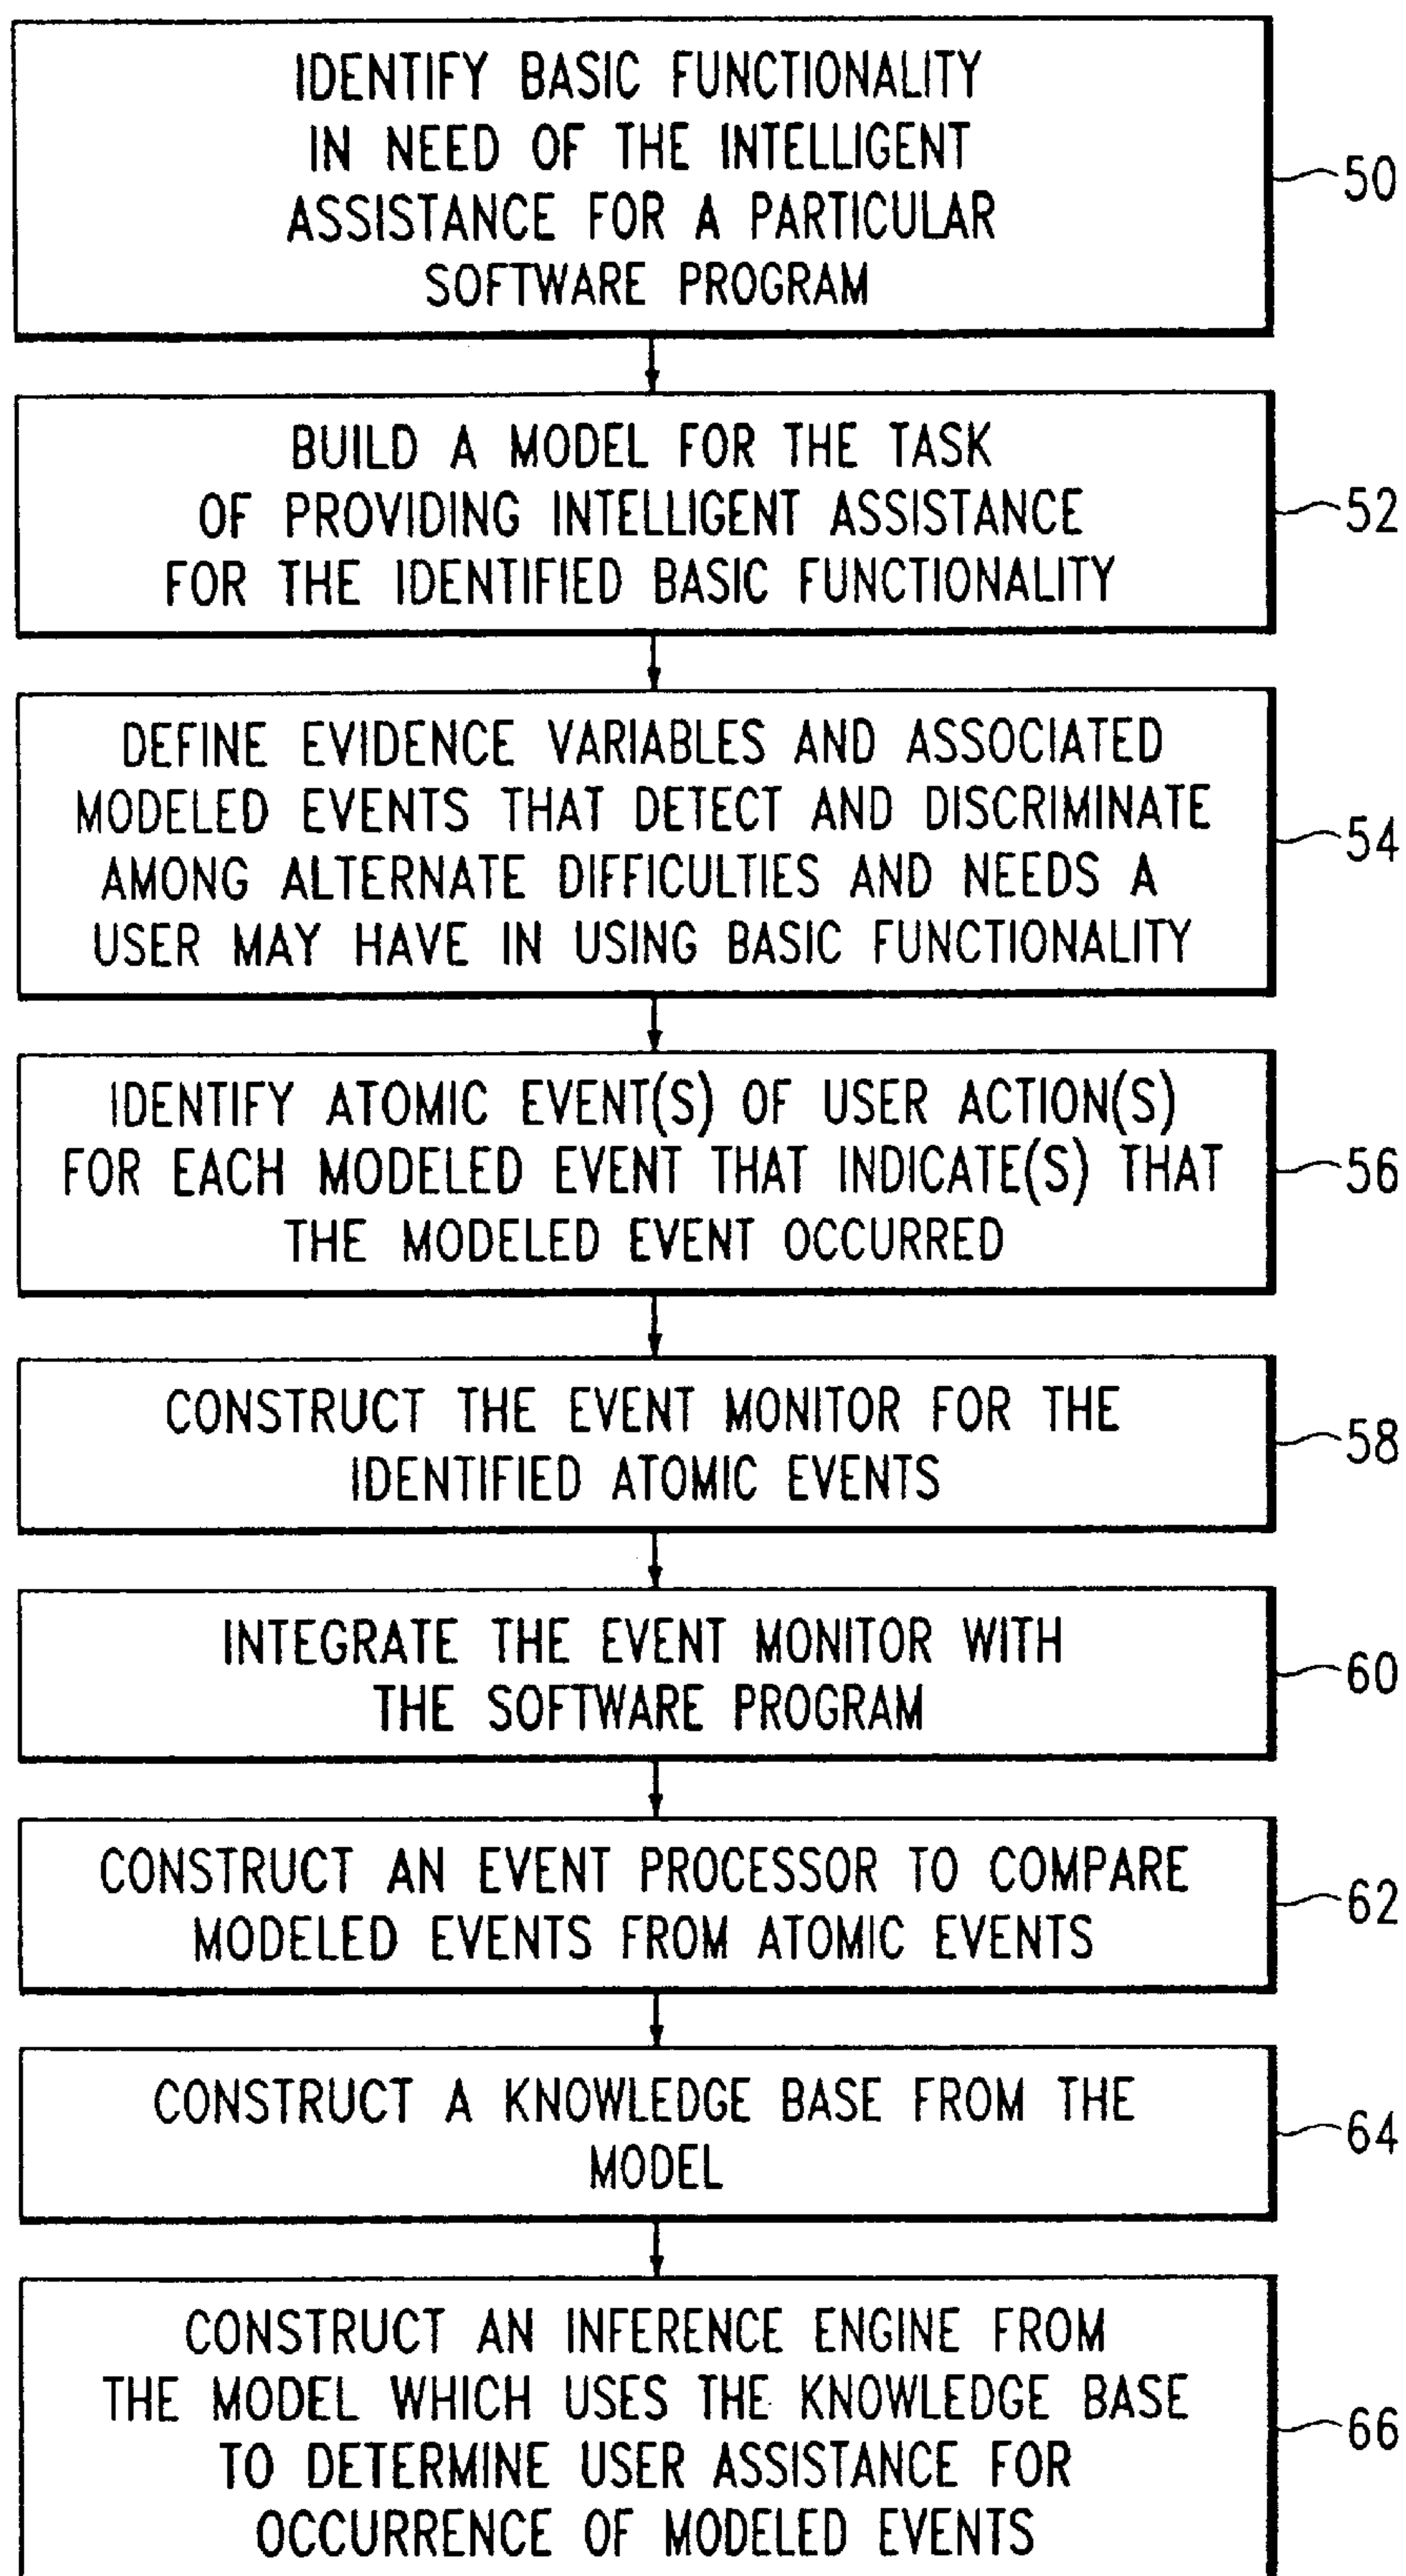 IDENTIFY BASIC FUNCTIONALITY
IN NEED OF THE INTELLIGENT
ASSISTANCE FOR A PARTICULAR
SOFTWARE PROGRAM
50
BUILD A MODEL FOR THE TASK
OF PROVIDING INTELLIGENT ASSISTANCE
FOR THE IDENTIFIED BASIC FUNCTIONALITY
52
DEFINE EVIDENCE VARIABLES AND ASSOCIATED
MODELED EVENTS THAT DETECT AND DISCRIMINATE
AMONG ALTERNATE DIFFICULTIES AND NEEDS A
USER MAY HAVE IN USING BASIC FUNCTIONALITY
54
IDENTIFY ATOMIC EVENT(S) OF USER ACTION(S)
FOR EACH MODELED EVENT THAT INDICATE(S) THAT
THE MODELED EVENT OCCURRED
56
CONSTRUCT THE EVENT MONITOR FOR THE
IDENTIFIED ATOMIC EVENTS
58
INTEGRATE THE EVENT MONITOR WITH
THE SOFTWARE PROGRAM
60
CONSTRUCT AN EVENT PROCESSOR TO COMPARE
MODELED EVENTS FROM ATOMIC EVENTS
62
CONSTRUCT A KNOWLEDGE BASE FROM THE
MODEL
64
CONSTRUCT AN INFERENCE ENGINE FROM
THE MODEL WHICH USES THE KNOWLEDGE BASE
TO DETERMINE USER ASSISTANCE FOR
OCCURRENCE OF MODELED EVENTS
66